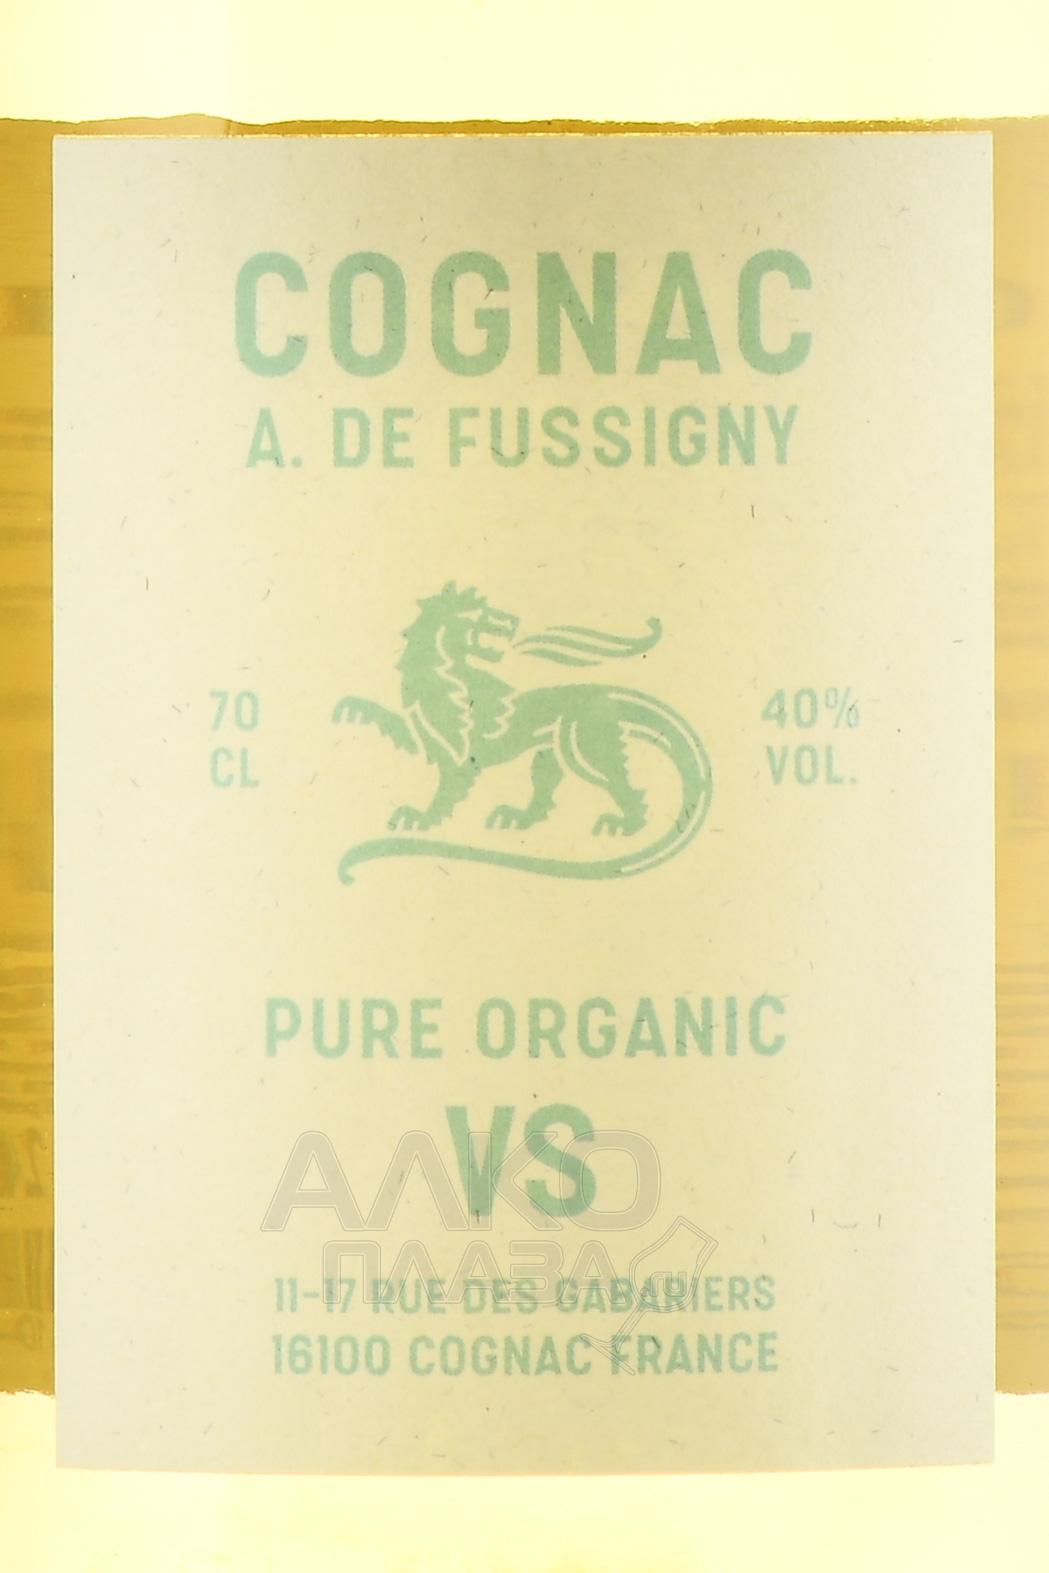 COGNAC
A. DE FUSSIGNY
70
CL
40%
VOL.
PURE ORGANIC
VS
АЛКО
ПЛАЗА
.ru
11-17 RUE DES GABARIERS
16100 COGNAC FRANCE